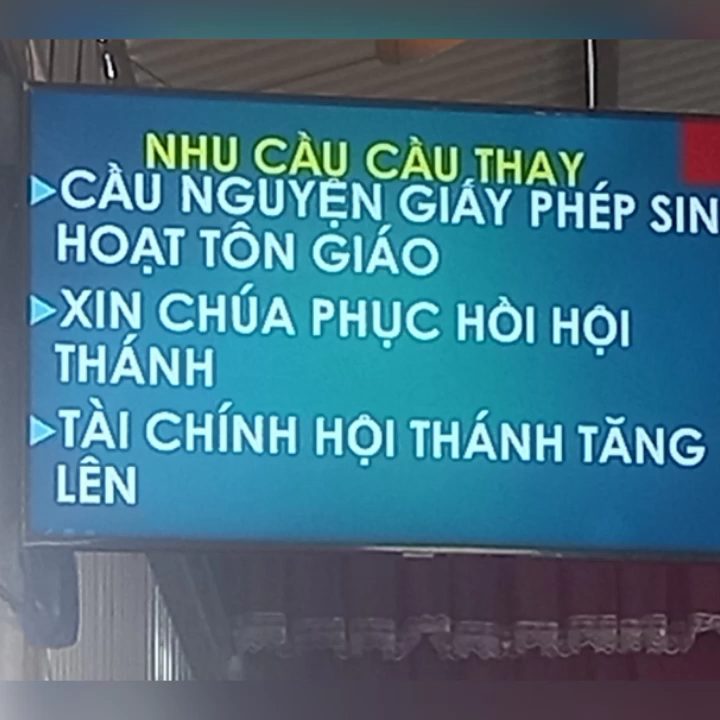 NHU CẦU CẦU THAY
CẦU NGUYỆN GIẤY PHÉP SIN
HOẠT TÔN GIÁO
XIN CHÚA PHỤC HỒI HỘI
THÁNH
TÀI CHÍNH HỘI THÁNH TĂNG
LÊN